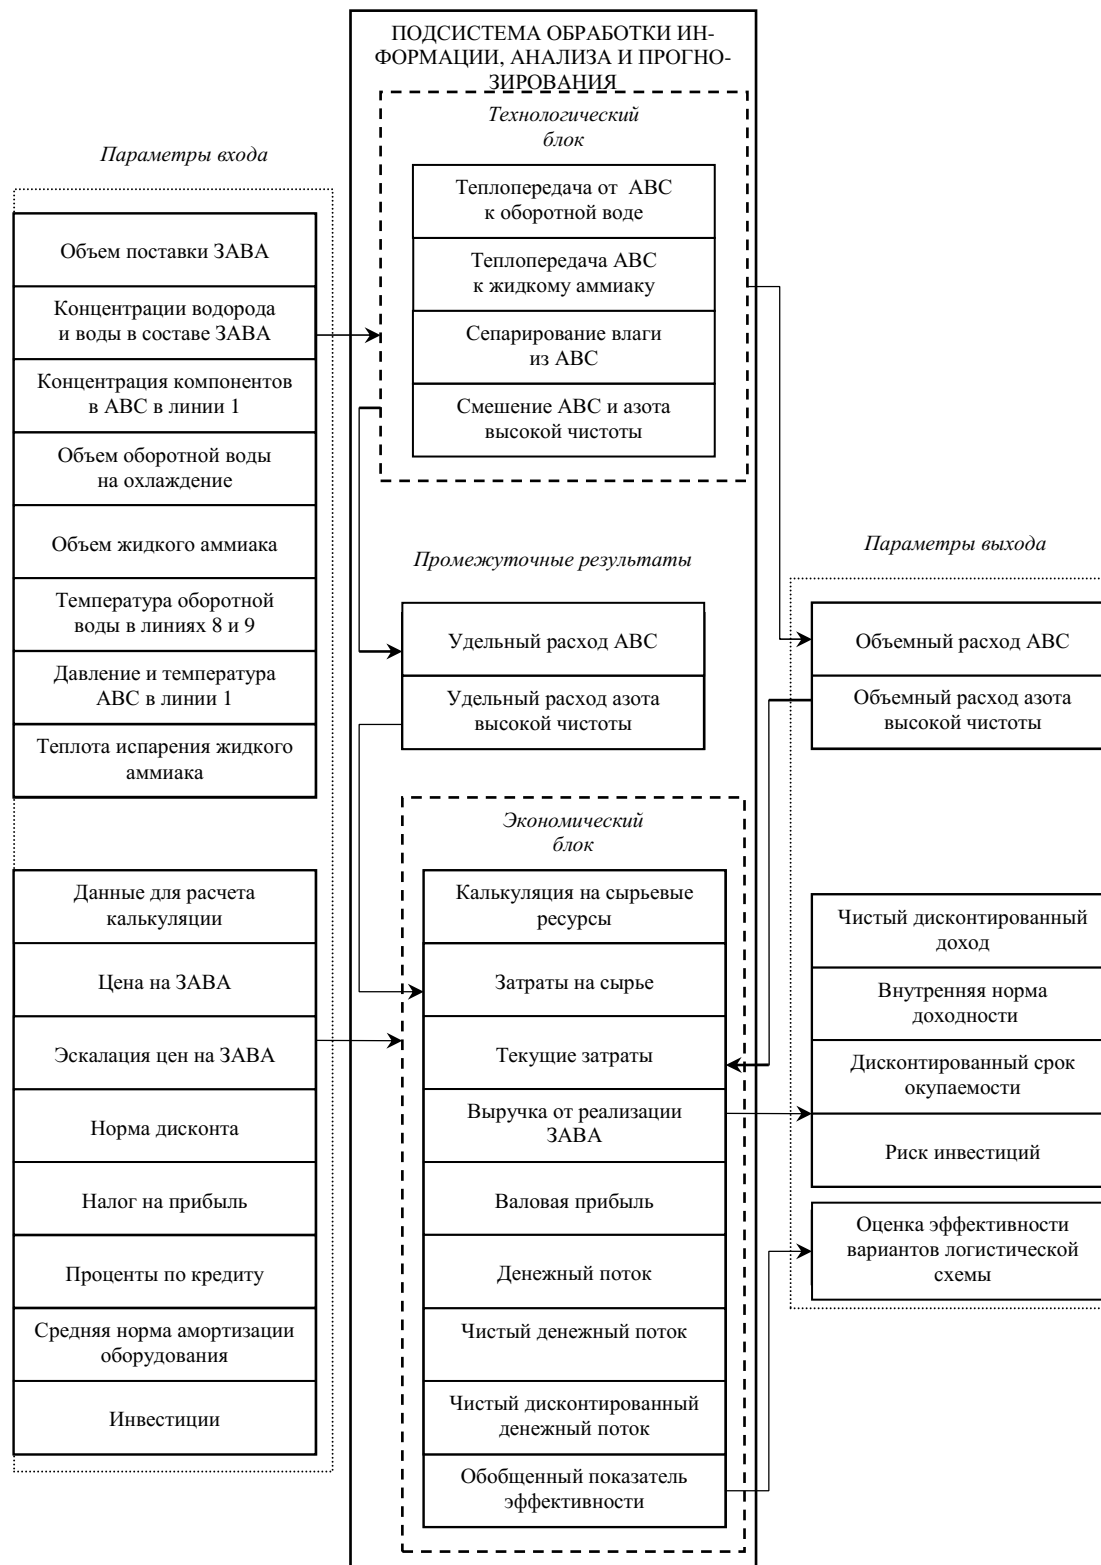 ПОДСИСТЕМА ОБРАБОТКИ ИН-
ФОРМАЦИИ, АНАЛИЗА И ПРОГНО-
ЗИРОВАНИЯ
Параметры входа
Объем поставки ЗАВА
Концентрации водорода
и воды в составе ЗАВА
Концентрация компонентов
в АВС в линии 1
Объем оборотной воды
на охлаждение
Объем жидкого аммиака
Температура оборотной
воды в линиях 8 и 9
Давление и температура
АВС в линии 1
Теплота испарения жидкого
аммиака
Данные для расчета
калькуляции
Цена на ЗАВА
Эскалация цен на ЗАВА
Норма дисконта
Налог на прибыль
Проценты по кредиту
Средняя норма амортизации
оборудования
Инвестиции
Технологический
блок
Теплопередача от АВС
к оборотной воде
Теплопередача АВС
к жидкому аммиаку
Сепарирование влаги
из АВС
Смешение АВС и азота
высокой чистоты
Промежуточные результаты
Удельный расход АВС
Удельный расход азота
высокой чистоты
Экономический
блок
Калькуляция на сырьевые
ресурсы
Затраты на сырье
Текущие затраты
Выручка от реализации
ЗАВА
Валовая прибыль
Денежный поток
Чистый денежный поток
Чистый дисконтированный
денежный поток
Обобщенный показатель
эффективности
Параметры выхода
Объемный расход АВС
Объемный расход азота
высокой чистоты
Чистый дисконтированный
доход
Внутренняя норма
доходности
Дисконтированный срок
окупаемости
Риск инвестиций
Оценка эффективности
вариантов логистической
схемы